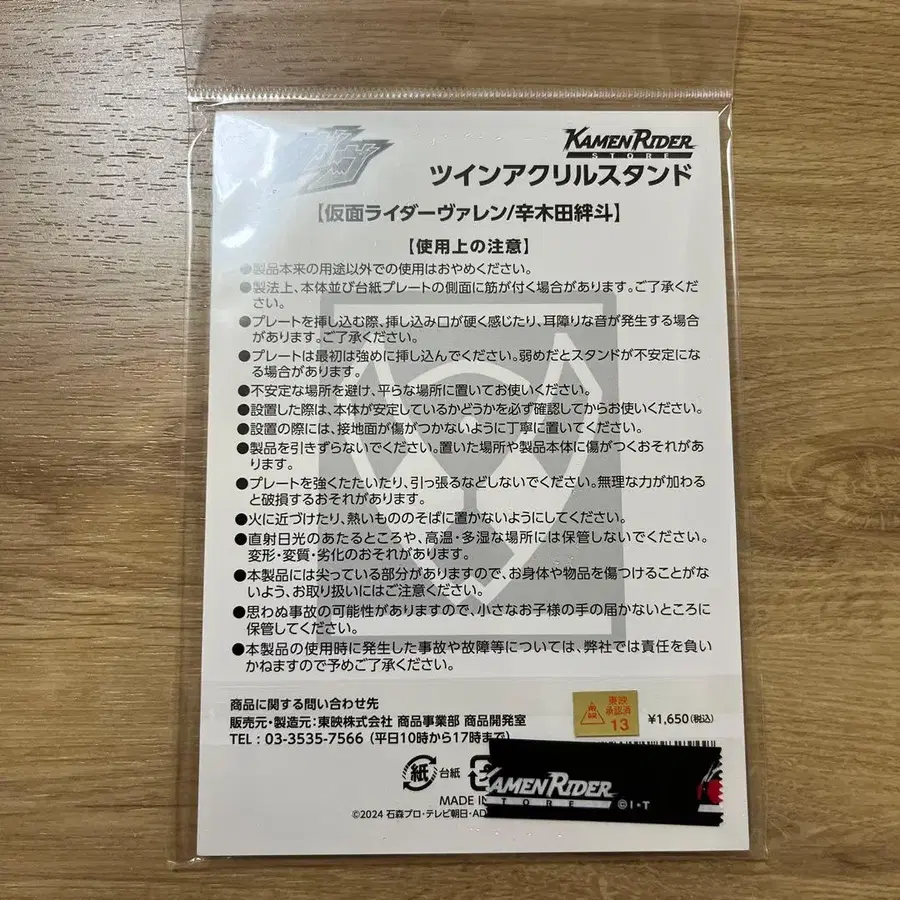 ガヴ
KAMEN RIDER
STORE
ツインアクリルスタンド
【仮面ライダーヴァレン/辛木田絆斗】
【使用上の注意】
●製品本来の用途以外での使用はおやめください。
●製法上、本体並び台紙プレートの側面に筋が付く場合があります。ご了承くだ
さい。
●プレートを挿し込む際、挿し込み口が硬く感じたり、耳障りな音が発生する場合
があります。ご了承ください。
●プレートは最初は強めに挿し込んでください。弱めだとスタンドが不安定にな
る場合があります。
●不安定な場所を避け、平らな場所に置いてお使いください。
●設置した際は、本体が安定しているかどうかを必ず確認してからお使いください。
●設置の際には、接地面が傷がつかないように丁寧に置いてください。
●製品を引きずらないでください。置いた場所や製品本体に傷がつくおそれがあ
ります。
●プレートを強くたたいたり、引っ張るなどしないでください。無理な力が加わる
と破損するおそれがあります。
●火に近づけたり、熱いもののそばに置かないようにしてください。
●直射日光のあたるところや、高温・多湿な場所には保管しないでください。
変形・変質・劣化のおそれがあります。
●本製品には尖っている部分がありますので、お身体や物品を傷つけることがな
いよう、お取り扱いにはご注意ください。
●思わぬ事故の可能性がありますので、小さなお子様の手の届かないところに
保管してください。
●本製品の使用時に発生した事故や故障等については、弊社では責任を負い
かねますので予めご了承ください。
商品に関する問い合わせ先
販売元・製造元:東映株式会社 商品事業部 商品開発室
TEL:03-3535-7566(平日10時から17時まで)
東映
東映
承認済
13
¥1,650(税込)
紙 台紙
KAMEN RIDER
STORE ©I・T
MADE IN
©2024 石森プロ・テレビ朝日・AD